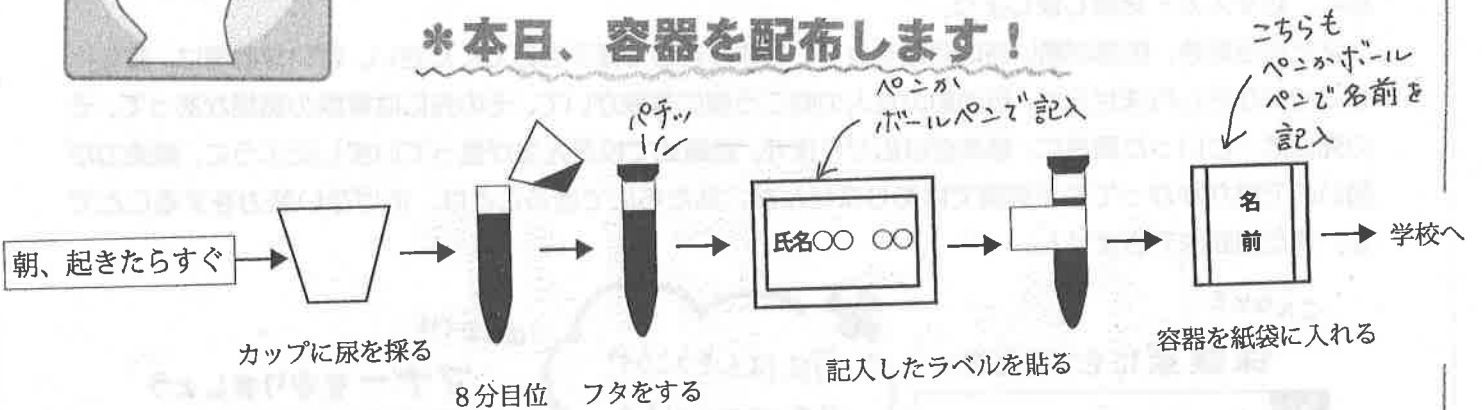 *本日、容器を配布します!
パチッ
ペンか
ボールペンで記入
こちらも
ペンかボール
ペンで名前を
記入
朝、起きたらすぐ
氏名〇〇 〇〇
名
前
学校へ
カップに尿を採る
8分目位
フタをする
記入したラベルを貼る
容器を紙袋に入れる